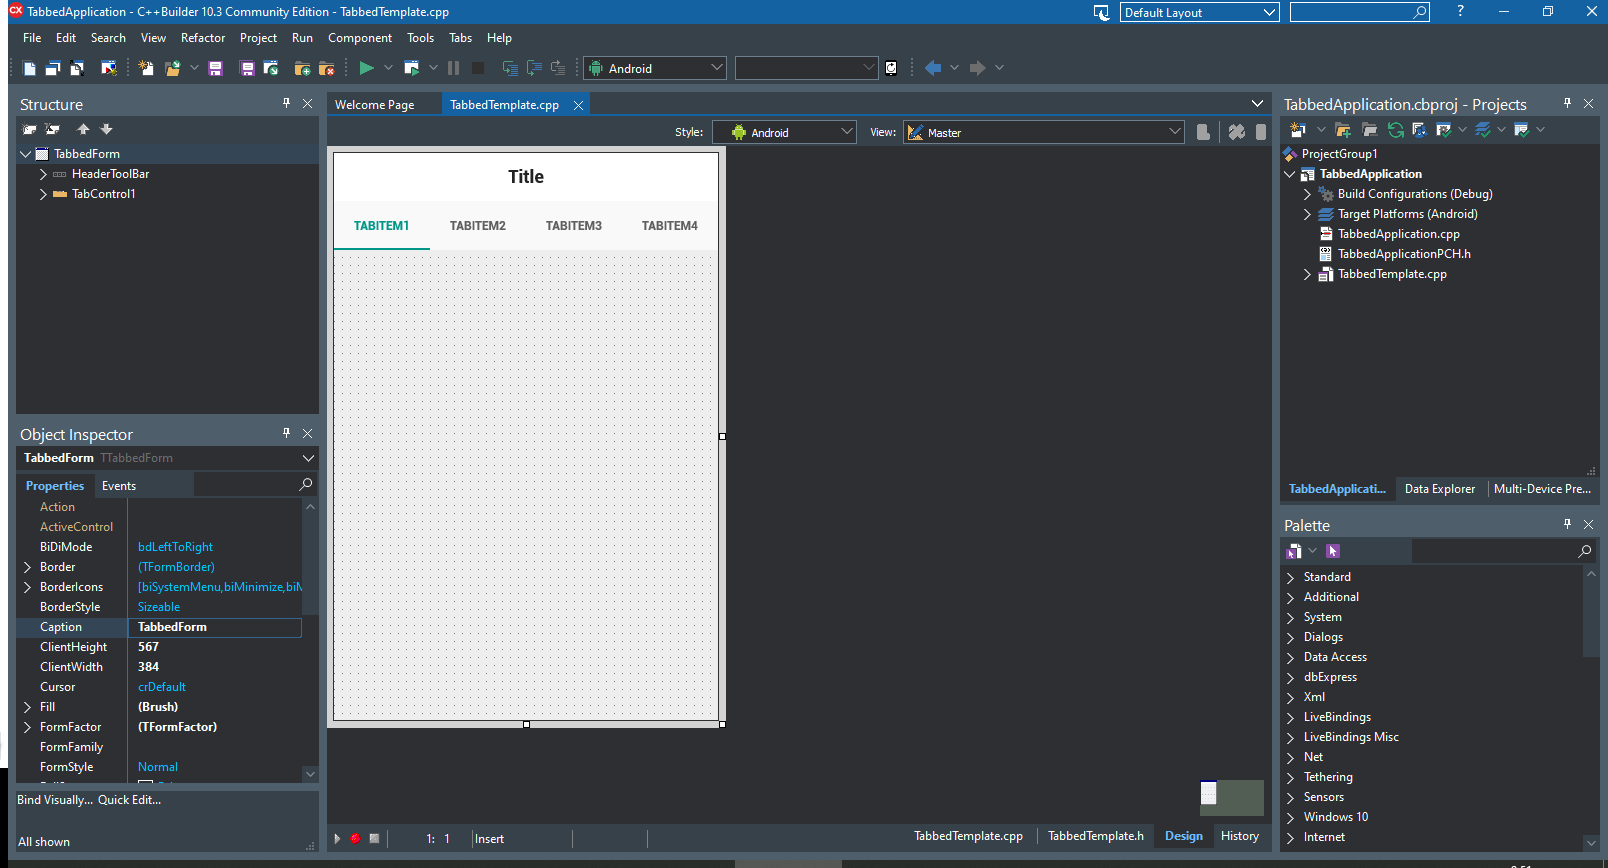 TabbedApplication - C++Builder 10.3 Community Edition - TabbedTemplate.cpp
Default Layout
?
File Edit Search View Refactor Project Run Component Tools Tabs Help
Android
Structure
TabbedForm
HeaderToolBar
TabControl1
Object Inspector
TabbedForm TTabbedForm
Properties Events
Action
ActiveControl
BiDiMode bdLeftToRight
Border (TFormBorder)
BorderIcons [biSystemMenu,biMinimize,biM
BorderStyle Sizeable
Caption TabbedForm
ClientHeight 567
ClientWidth 384
Cursor crDefault
Fill (Brush)
FormFactor (TFormFactor)
FormFamily
FormStyle Normal
Bind Visually... Quick Edit...
All shown
Welcome Page TabbedTemplate.cpp
Style: Android View: Master
Title
TABITEM1 TABITEM2 TABITEM3 TABITEM4
1: 1 Insert
TabbedTemplate.cpp TabbedTemplate.h Design History
TabbedApplication.cbproj - Projects
ProjectGroup1
TabbedApplication
Build Configurations (Debug)
Target Platforms (Android)
TabbedApplication.cpp
TabbedApplicationPCH.h
TabbedTemplate.cpp
TabbedApplicati... Data Explorer Multi-Device Pre...
Palette
Standard
Additional
System
Dialogs
Data Access
dbExpress
Xml
LiveBindings
LiveBindings Misc
Net
Tethering
Sensors
Windows 10
Internet